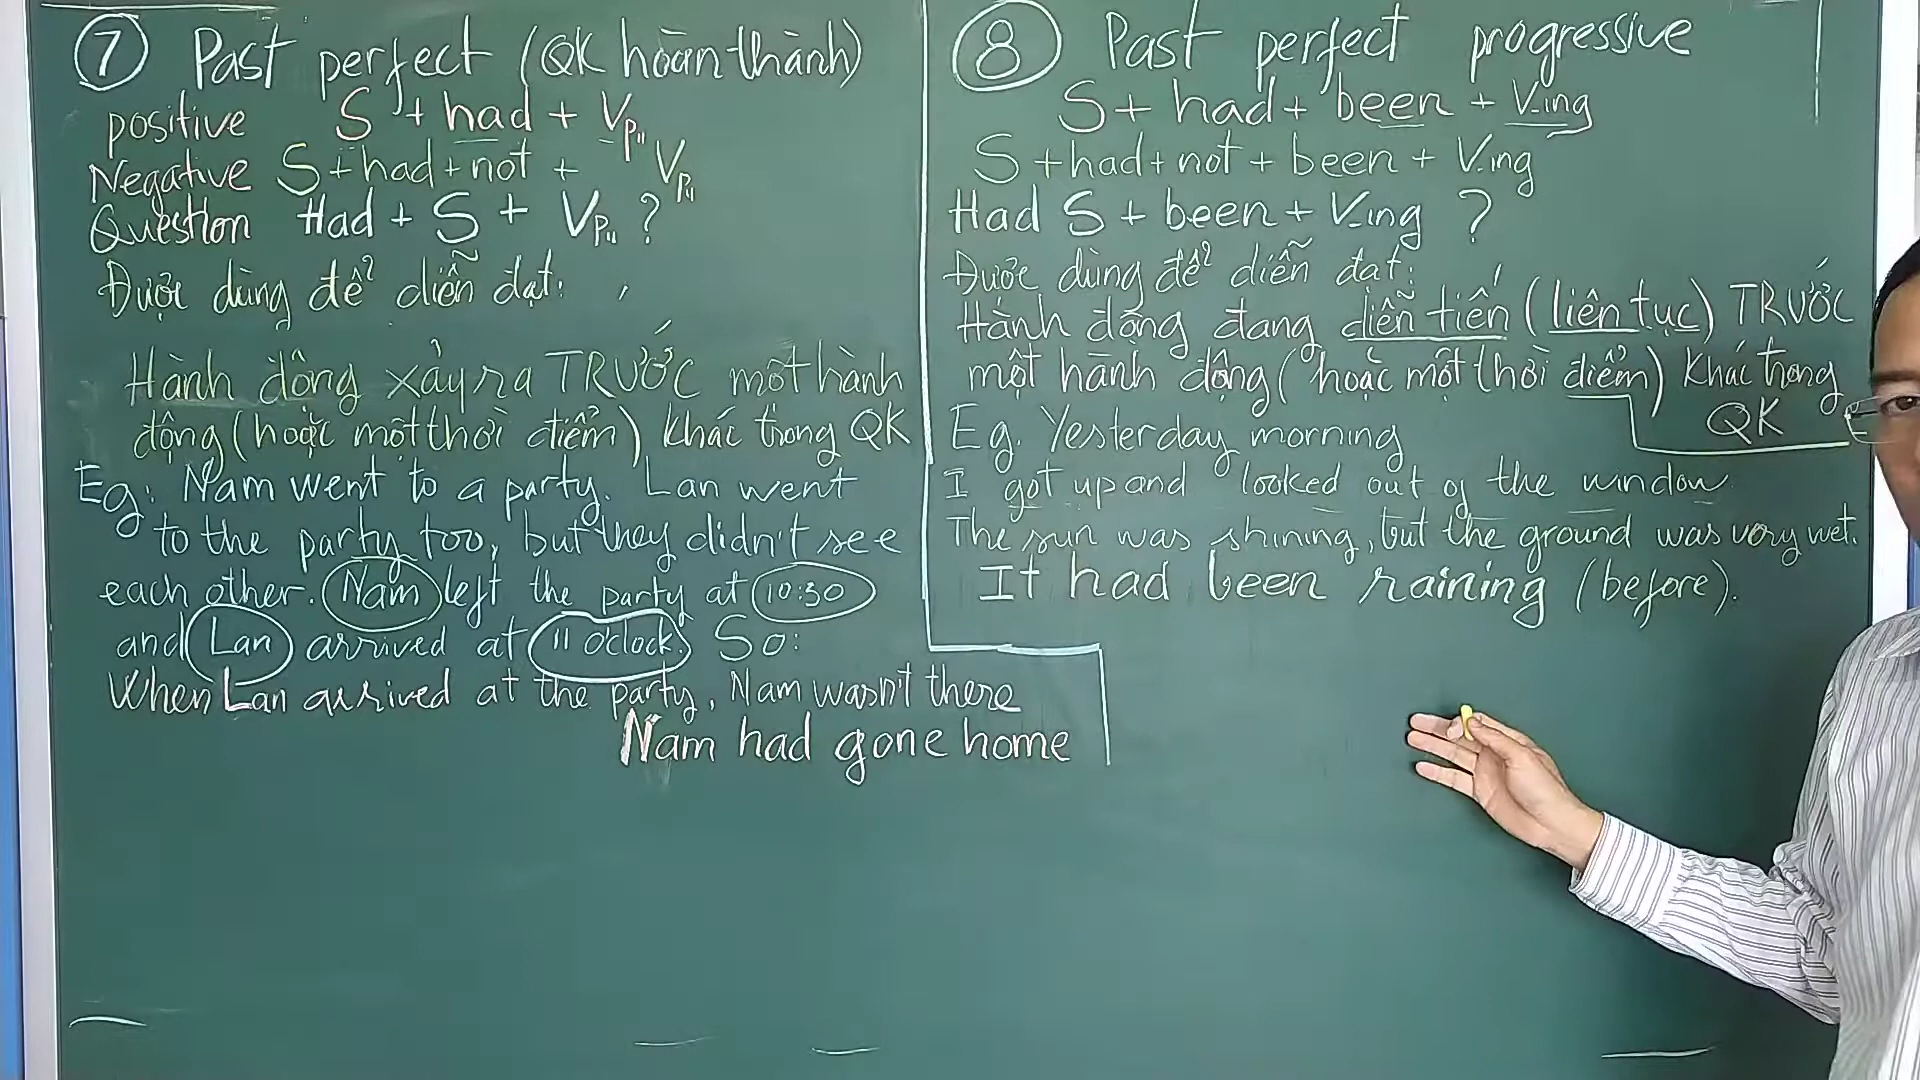 ⑦ Past perfect (QK hoàn thành)
positive S + had + Vpıı
Negative S + had + not + Vpıı
Question Had + S + Vpıı ?
Được dùng để diễn đạt:
Hành động xảy ra TRƯỚC một hành
động (hoặc một thời điểm) khác trong QK
Eg: Nam went to a party. Lan went
to the party too, but they didn't see
each other. Nam left the party at 10:30
and Lan arrived at 11 o'clock. So:
When Lan arrived at the party, Nam wasn't there
Nam had gone home
⑧ Past perfect progressive
S + had + been + V-ing
S + had + not + been + V-ing
Had S + been + V-ing ?
Được dùng để diễn đạt:
Hành động đang diễn tiến (liên tục) TRƯỚC
một hành động (hoặc một thời điểm) khác trong
QK
Eg. Yesterday morning
I got up and looked out of the window.
The sun was shining, but the ground was very wet.
It had been raining (before).